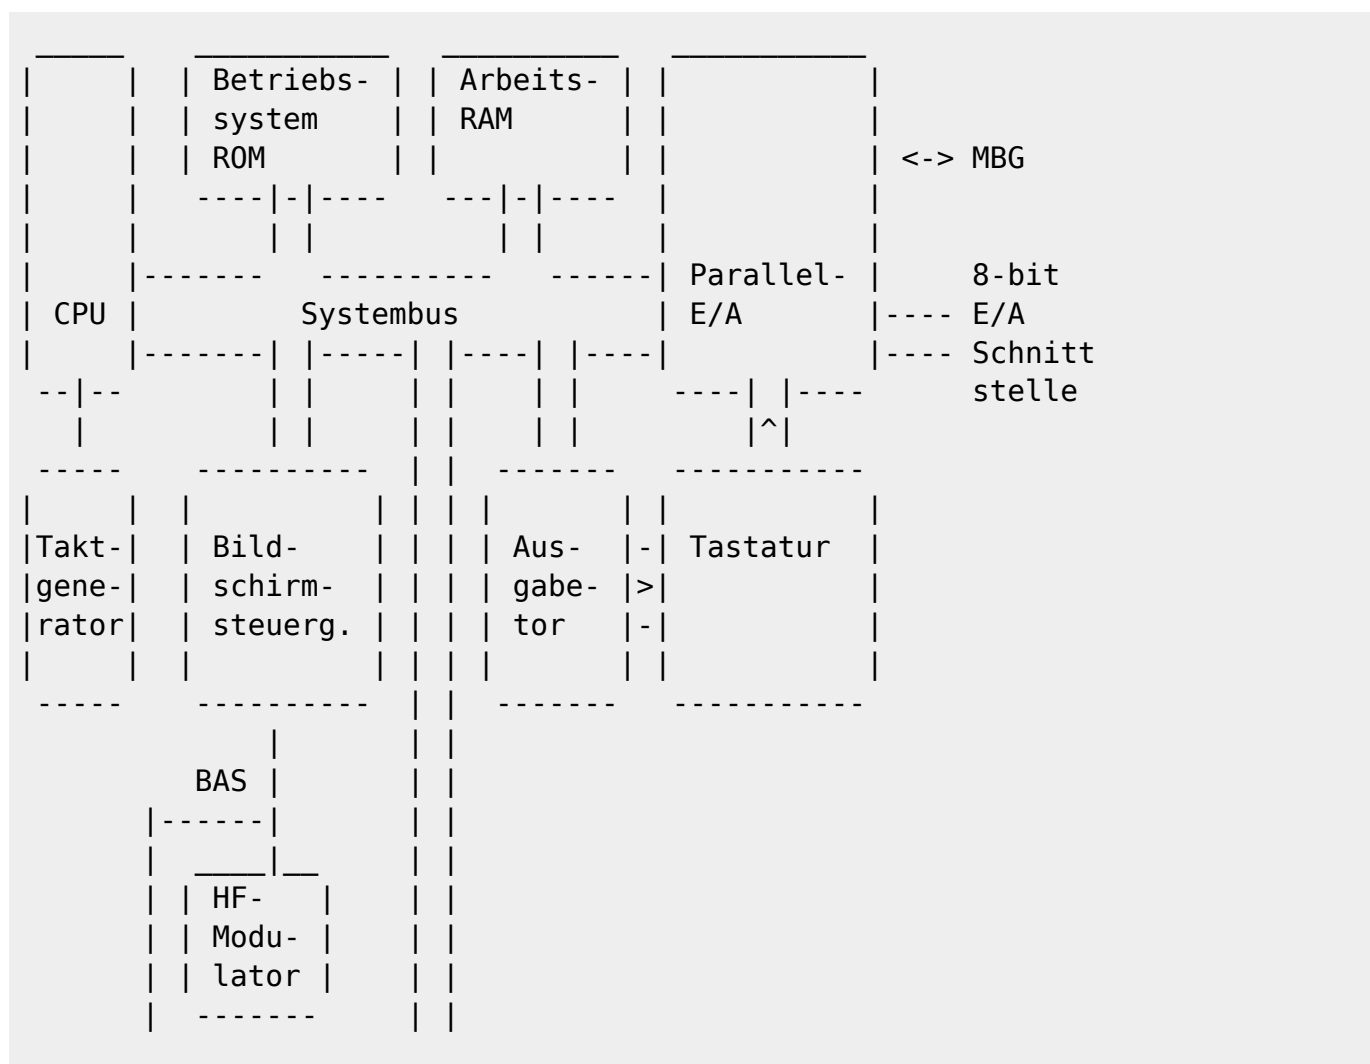 Betriebs- Arbeits-
system RAM
ROM <-> MBG
Parallel- 8-bit
CPU Systembus E/A ---- E/A
---- Schnitt
stelle
^
Takt- Bild- Aus- - Tastatur
gene- schirm- gabe- >
rator steuerg. tor -
BAS
HF-
Modu-
lator